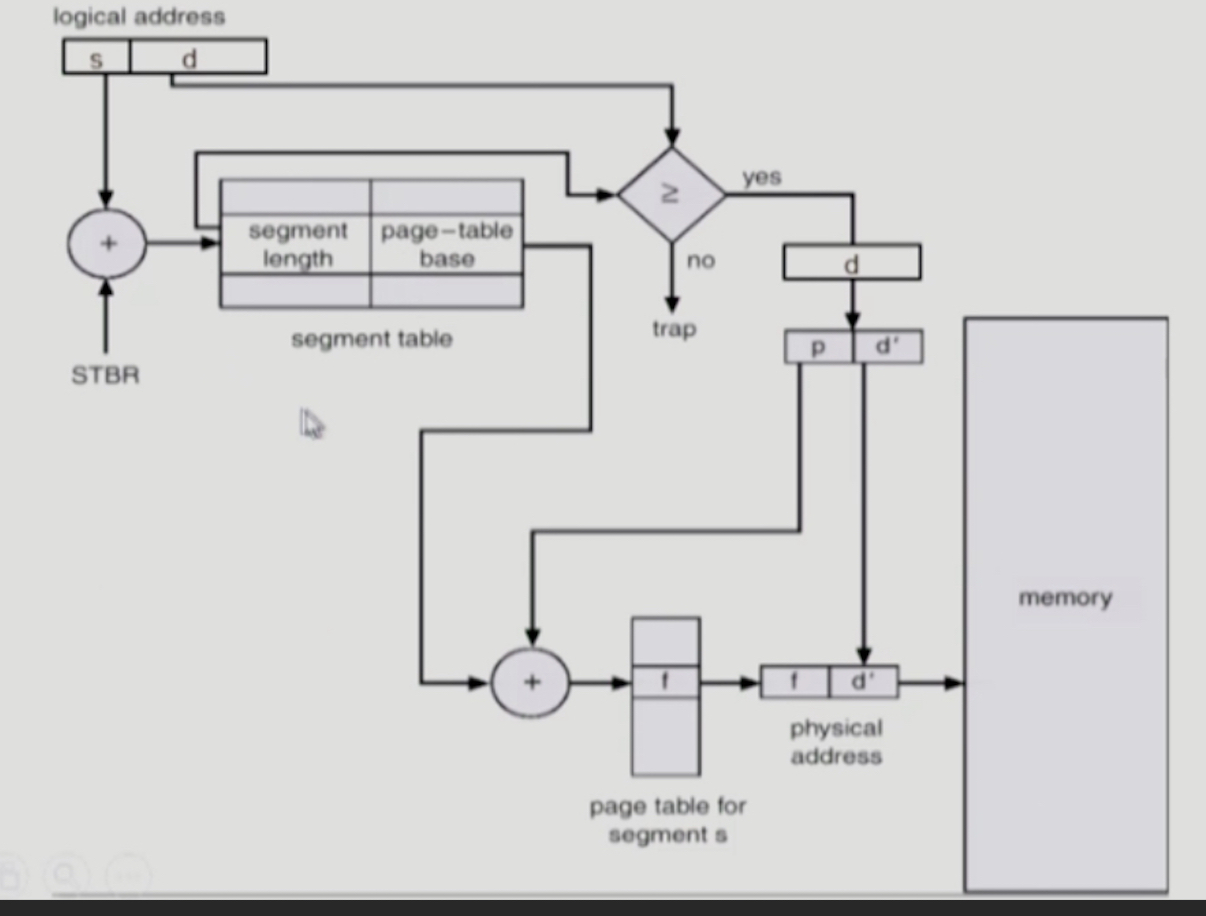 logical address
s d
+
segment length
page-table base
segment table
STBR
≥
yes
no
trap
d
p d′
+
f
f d′
physical
address
page table for
segment s
memory